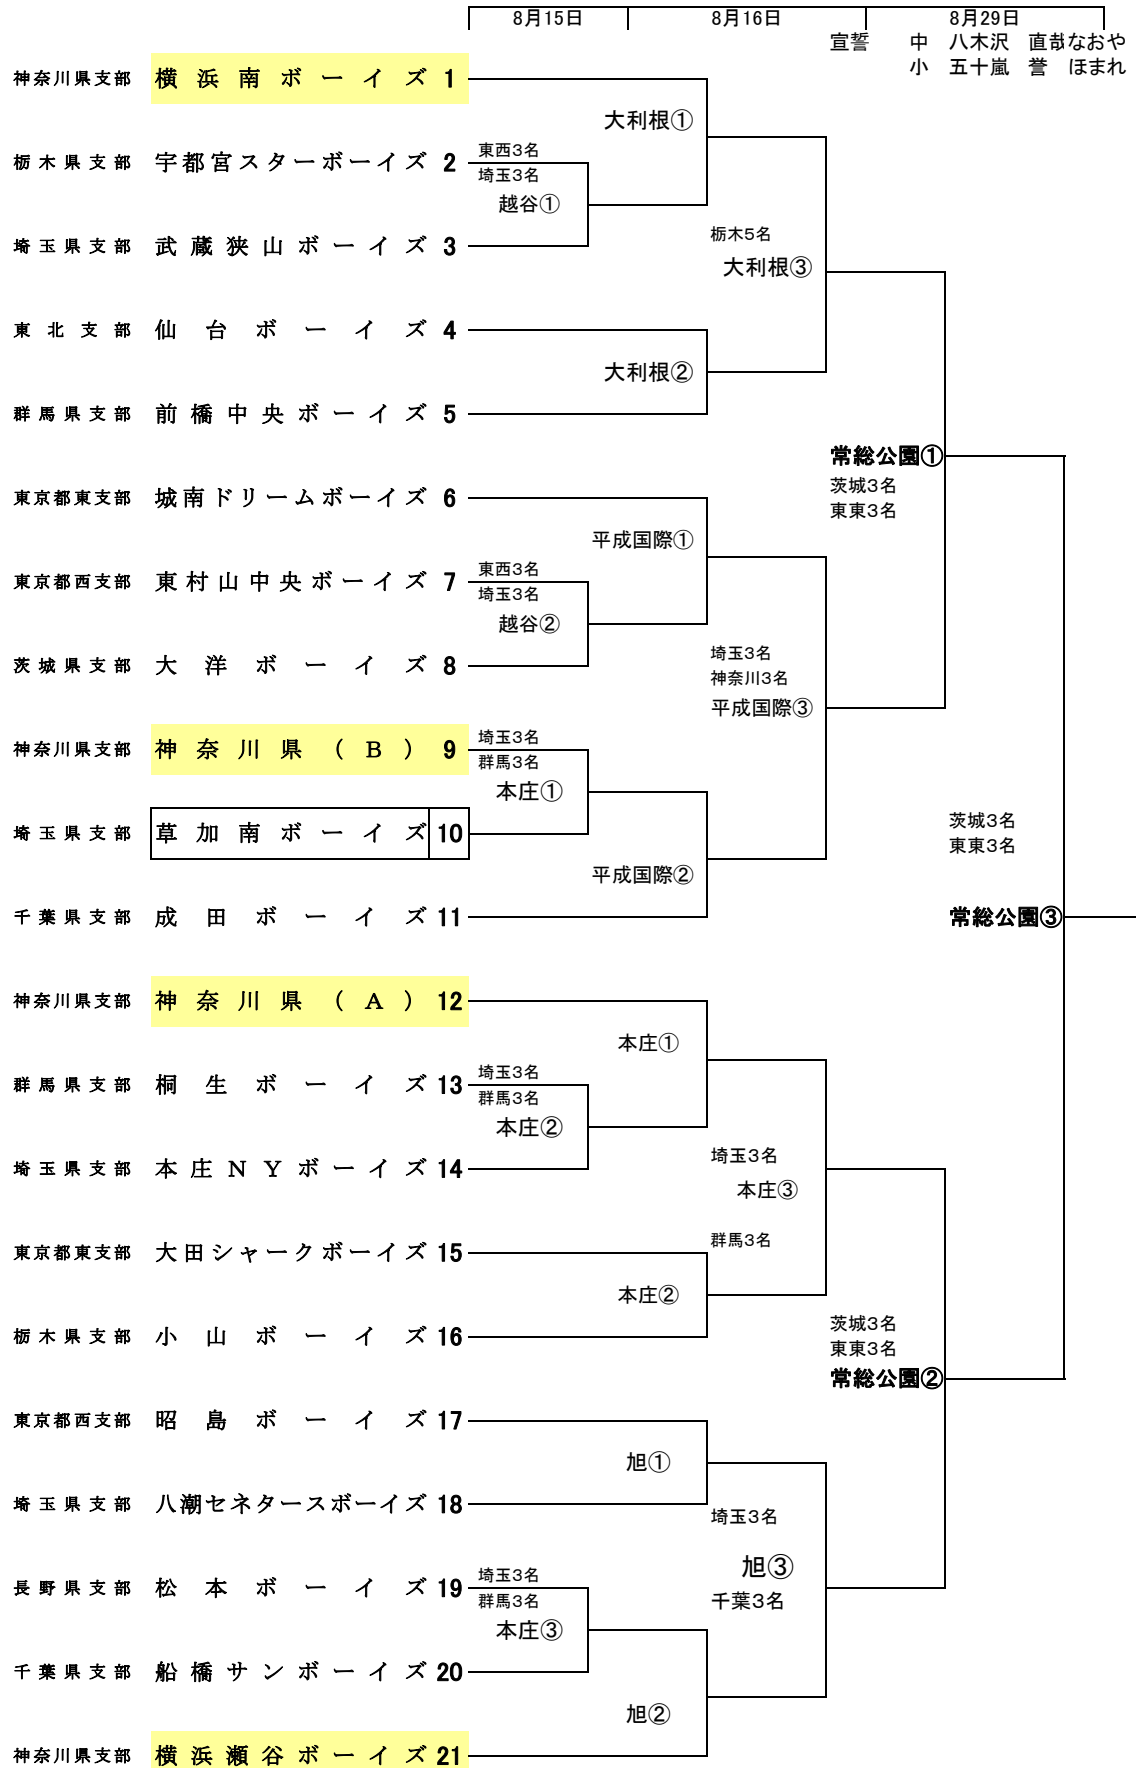 8月15日 8月16日 8月29日
宣誓 中 八木沢 直哉なおや
小 五十嵐 誉 ほまれ
神奈川県支部 横浜南ボーイズ 1
大利根①
栃木県支部 宇都宮スターボーイズ 2 東西3名
埼玉3名
越谷①
埼玉県支部 武蔵狭山ボーイズ 3 栃木5名
大利根③
東北支部 仙台ボーイズ 4
大利根②
群馬県支部 前橋中央ボーイズ 5
常総公園①
茨城3名
東京都東支部 城南ドリームボーイズ 6
東東3名
平成国際①
東京都西支部 東村山中央ボーイズ 7 東西3名
埼玉3名
越谷②
茨城県支部 大洋ボーイズ 8 埼玉3名
神奈川3名
平成国際③
神奈川県支部 神奈川県(B) 9 埼玉3名
群馬3名
本庄①
埼玉県支部 草加南ボーイズ 10
茨城3名
東東3名
平成国際②
千葉県支部 成田ボーイズ 11
常総公園③
神奈川県支部 神奈川県(A) 12
本庄①
群馬県支部 桐生ボーイズ 13 埼玉3名
群馬3名
本庄②
埼玉県支部 本庄NYボーイズ 14 埼玉3名
本庄③
東京都東支部 大田シャークボーイズ 15 群馬3名
本庄②
栃木県支部 小山ボーイズ 16
茨城3名
東東3名
常総公園②
東京都西支部 昭島ボーイズ 17
旭①
埼玉県支部 八潮セネタースボーイズ 18
埼玉3名
旭③
長野県支部 松本ボーイズ 19 埼玉3名
群馬3名
千葉3名
本庄③
千葉県支部 船橋サンボーイズ 20
旭②
神奈川県支部 横浜瀬谷ボーイズ 21